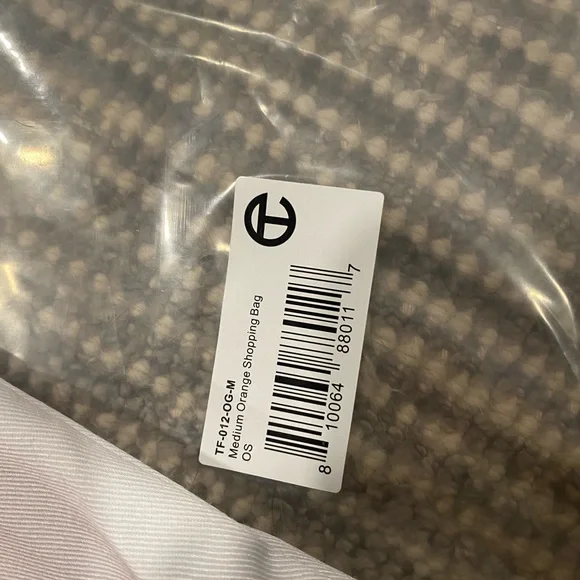 TF-012-OG-M
Medium Orange Shopping Bag
OS
8 10064 88011 7